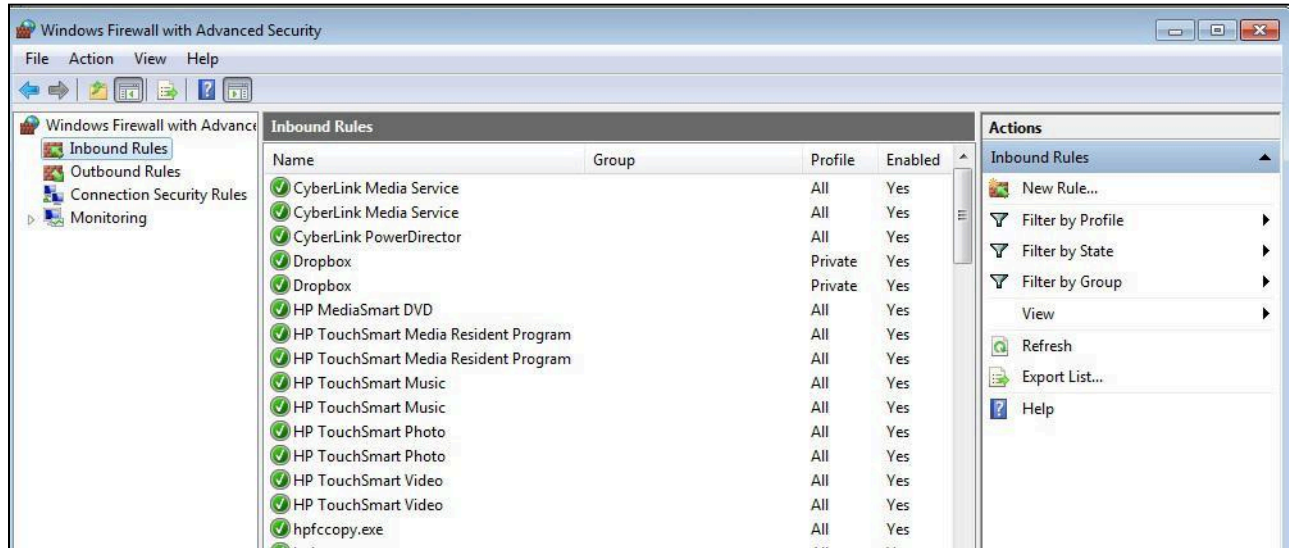 Windows Firewall with Advanced Security
File Action View Help
Windows Firewall with Advance
Inbound Rules
Outbound Rules
Connection Security Rules
Monitoring
Inbound Rules
Name Group Profile Enabled
CyberLink Media Service All Yes
CyberLink Media Service All Yes
CyberLink PowerDirector All Yes
Dropbox Private Yes
Dropbox Private Yes
HP MediaSmart DVD All Yes
HP TouchSmart Media Resident Program All Yes
HP TouchSmart Media Resident Program All Yes
HP TouchSmart Music All Yes
HP TouchSmart Music All Yes
HP TouchSmart Photo All Yes
HP TouchSmart Photo All Yes
HP TouchSmart Video All Yes
HP TouchSmart Video All Yes
hpfccopy.exe All Yes
Actions
Inbound Rules
New Rule...
Filter by Profile
Filter by State
Filter by Group
View
Refresh
Export List...
Help